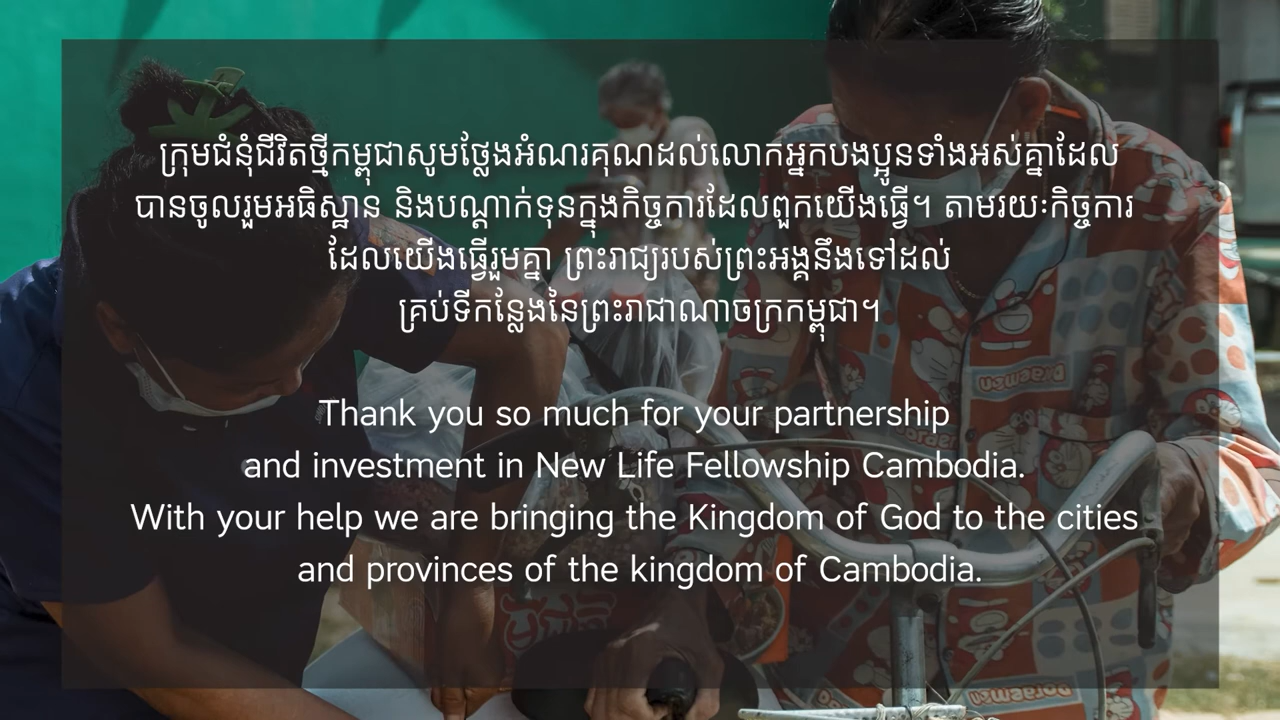 ក្រុមជំនុំជីវិតថ្មីកម្ពុជាសូមថ្លែងអំណរគុណដល់លោកអ្នកបងប្អូនទាំងអស់គ្នាដែល
បានចូលរួមអធិស្ឋាន និងបណ្ដាក់ទុនក្នុងកិច្ចការដែលពួកយើងធ្វើ។ តាមរយៈកិច្ចការ
ដែលយើងធ្វើរួមគ្នា ព្រះរាជ្យរបស់ព្រះអង្គនឹងទៅដល់
គ្រប់ទីកន្លែងនៃព្រះរាជាណាចក្រកម្ពុជា។
Thank you so much for your partnership
and investment in New Life Fellowship Cambodia.
With your help we are bringing the Kingdom of God to the cities
and provinces of the kingdom of Cambodia.
Doraemon
Doraemon